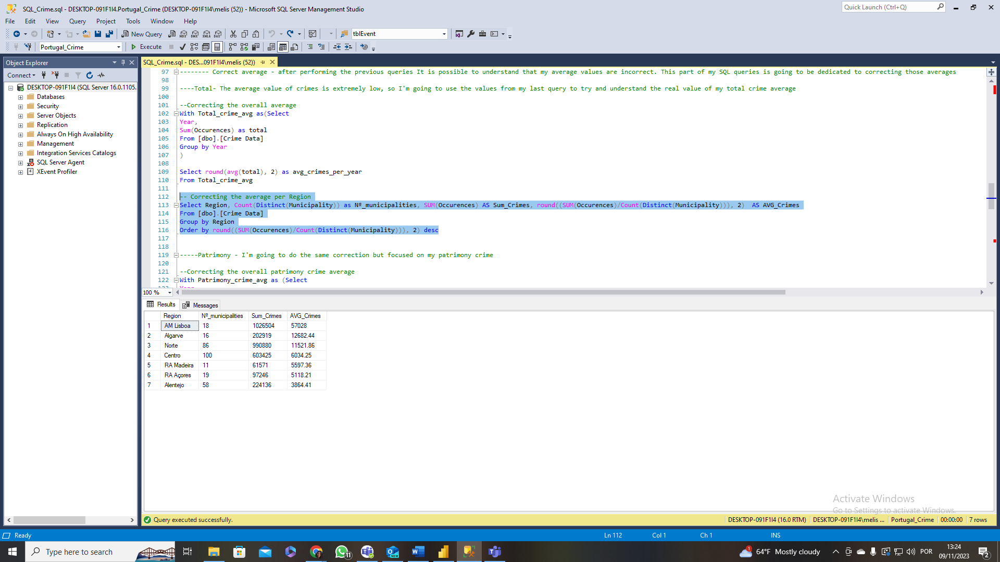 SQL_Crime.sql - DESKTOP-091F1I4.Portugal_Crime (DESKTOP-091F1I4\melis (52)) - Microsoft SQL Server Management Studio
Quick Launch (Ctrl+Q)
File Edit View Query Project Tools Window Help
New Query
MDX DMX XMLA DAX
tblEvent
Portugal_Crime
Execute
Object Explorer
SQL_Crime.sql - DES...091F1I4\melis (52))
Connect
DESKTOP-091F1I4 (SQL Server 16.0.1105.
Databases
Security
Server Objects
Replication
Always On High Availability
Management
Integration Services Catalogs
SQL Server Agent
XEvent Profiler
97 -------- Correct average - after performing the previous queries It is possible to understand that my average values are incorrect. This part of my SQL queries is going to be dedicated to correcting those averages
98
99 ----Total- The average value of crimes is extremely low, so I'm going to use the values from my last query to try and understand the real value of my total crime average
100
101 --Correcting the overall average
102 With Total_crime_avg as(Select
103 Year,
104 Sum(Occurences) as total
105 From [dbo].[Crime Data]
106 Group by Year
107 )
108
109 Select round(avg(total), 2) as avg_crimes_per_year
110 From Total_crime_avg
111
112 -- Correcting the average per Region
113 Select Region, Count(Distinct(Municipality)) as Nº_municipalities, SUM(Occurences) AS Sum_Crimes, round((SUM(Occurences)/Count(Distinct(Municipality))), 2)  AS AVG_Crimes
114 From [dbo].[Crime Data]
115 Group by Region
116 Order by round((SUM(Occurences)/Count(Distinct(Municipality))), 2) desc
117
118
119 -----Patrimony - I'm going to do the same correction but focused on my patrimony crime
120
121 --Correcting the overall patrimony crime average
122 With Patrimony_crime_avg as (Select
100 %
Results Messages
Region Nº_municipalities Sum_Crimes AVG_Crimes
1 AM Lisboa 18 1026504 57028
2 Algarve 16 202919 12682.44
3 Norte 86 990880 11521.86
4 Centro 100 603425 6034.25
5 RA Madeira 11 61571 5597.36
6 RA Açores 19 97246 5118.21
7 Alentejo 58 224136 3864.41
Activate Windows
Go to Settings to activate Windows.
Query executed successfully.
DESKTOP-091F1I4 (16.0 RTM) DESKTOP-091F1I4\melis ... Portugal_Crime 00:00:00 7 rows
Ready
Ln 112 Col 1 Ch 1 INS
Type here to search
11
NEW
1
64°F Mostly cloudy
POR
13:24
09/11/2023
2